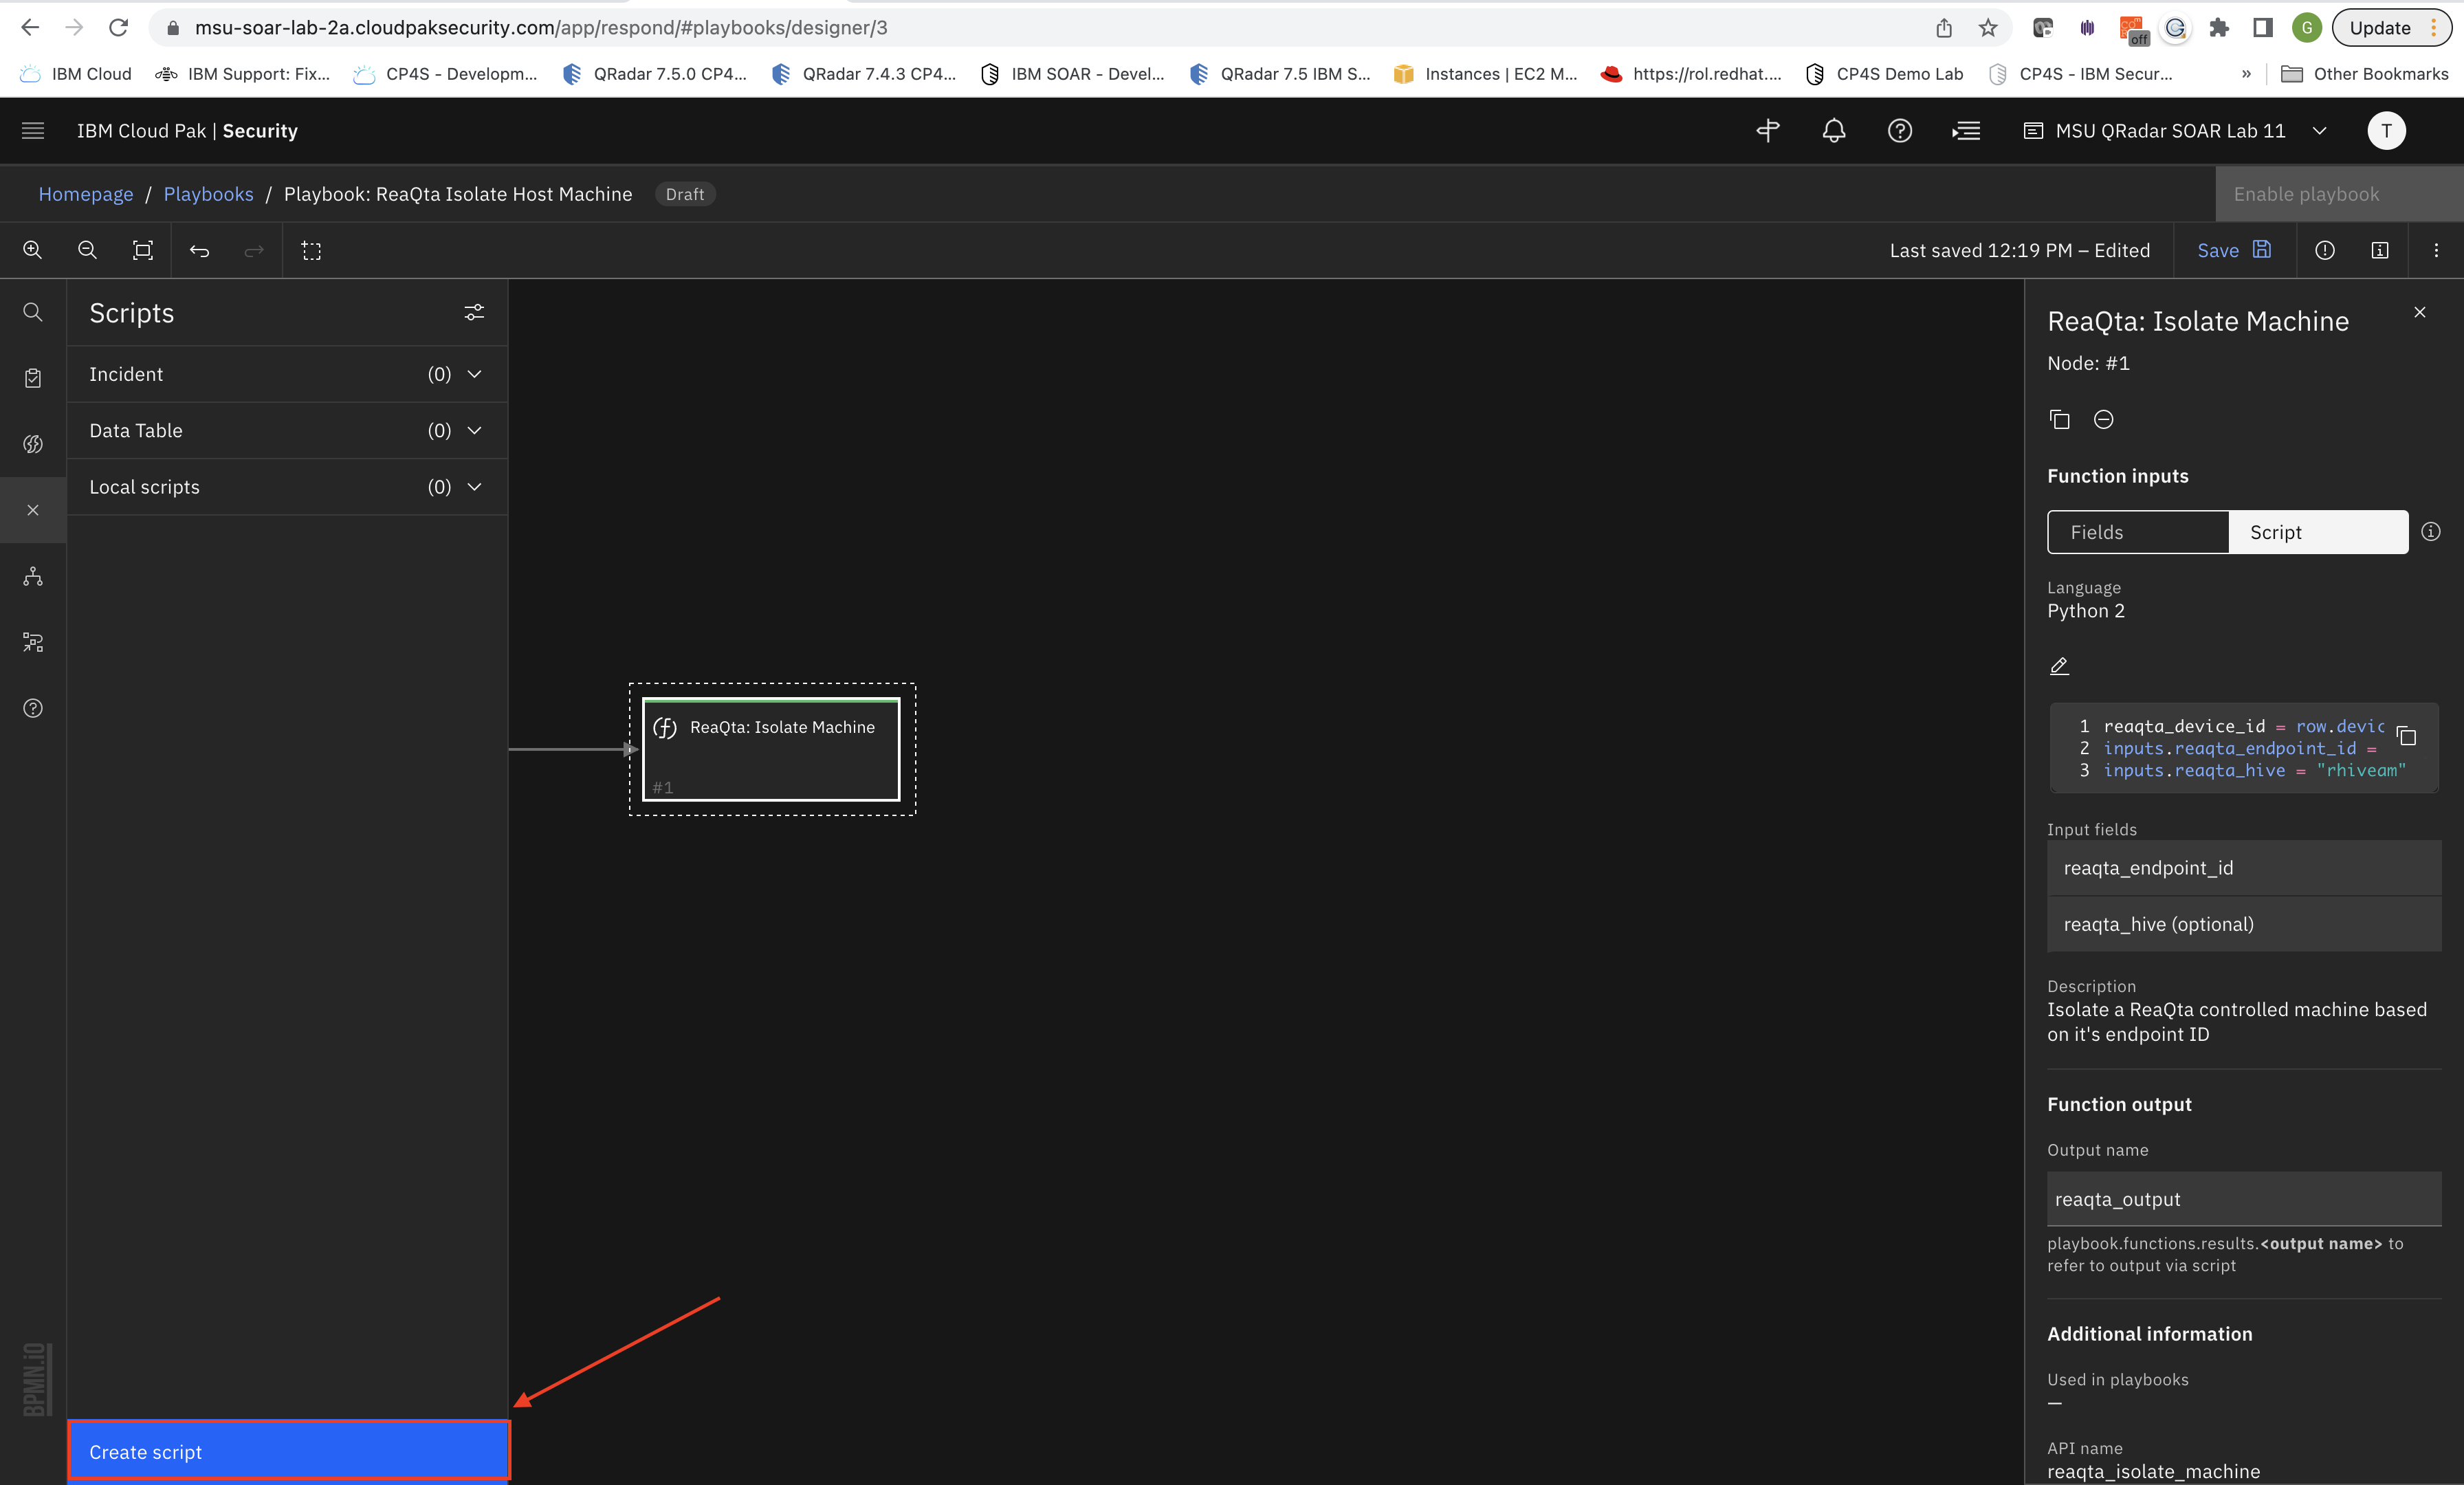 msu-soar-lab-2a.cloudpaksecurity.com/app/respond/#playbooks/designer/3
off
G
Update
IBM Cloud
IBM Support: Fix...
CP4S - Developm...
QRadar 7.5.0 CP4...
QRadar 7.4.3 CP4...
IBM SOAR - Devel...
QRadar 7.5 IBM S...
Instances | EC2 M...
https://rol.redhat....
CP4S Demo Lab
CP4S - IBM Secur...
»
Other Bookmarks
IBM Cloud Pak | Security
MSU QRadar SOAR Lab 11
T
Homepage / Playbooks / Playbook: ReaQta Isolate Host Machine
Draft
Enable playbook
Last saved 12:19 PM – Edited
Save
Scripts
Incident (0)
Data Table (0)
Local scripts (0)
BPMN.iO
Create script
ReaQta: Isolate Machine
#1
ReaQta: Isolate Machine
Node: #1
Function inputs
Fields
Script
Language
Python 2
1 reaqta_device_id = row.devic
2 inputs.reaqta_endpoint_id =
3 inputs.reaqta_hive = "rhiveam"
Input fields
reaqta_endpoint_id
reaqta_hive (optional)
Description
Isolate a ReaQta controlled machine based
on it's endpoint ID
Function output
Output name
reaqta_output
playbook.functions.results.<output name> to
refer to output via script
Additional information
Used in playbooks
—
API name
reaqta_isolate_machine